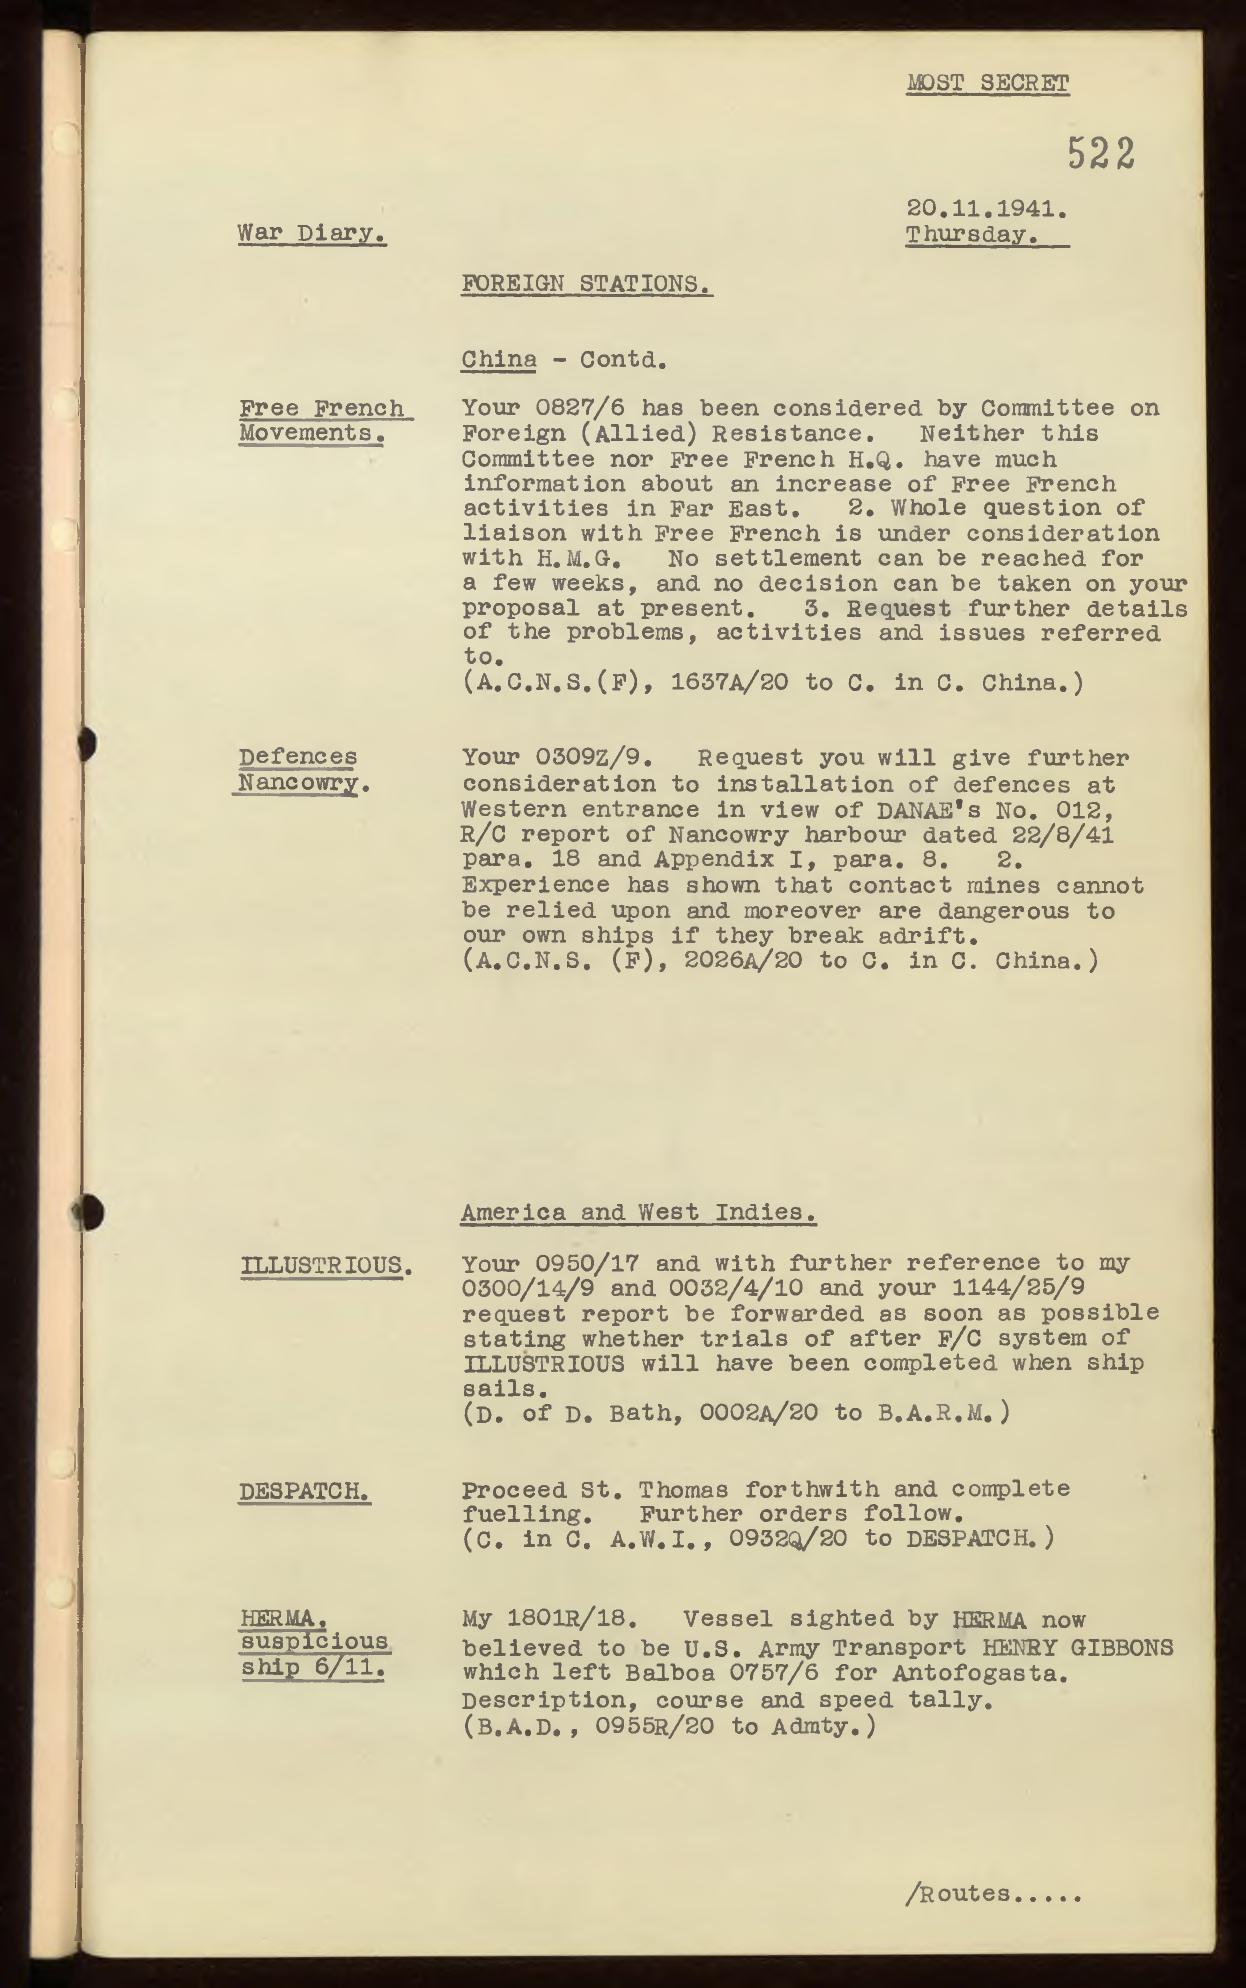 MOST SECRET
522
20.11.1941.
War Diary.
Thursday.
FOREIGN STATIONS.
China - Contd.
Free French
Movements.
Your 0827/6 has been considered by Committee on
Foreign (Allied) Resistance. Neither this
Committee nor Free French H.Q. have much
information about an increase of Free French
activities in Far East. 2. Whole question of
liaison with Free French is under consideration
with H.M.G. No settlement can be reached for
a few weeks, and no decision can be taken on your
proposal at present. 3. Request further details
of the problems, activities and issues referred
to.
(A.C.N.S.(F), 1637A/20 to C. in C. China.)
Defences
Nancowry.
Your 0309Z/9. Request you will give further
consideration to installation of defences at
Western entrance in view of DANAE's No. 012,
R/C report of Nancowry harbour dated 22/8/41
para. 18 and Appendix I, para. 8. 2.
Experience has shown that contact mines cannot
be relied upon and moreover are dangerous to
our own ships if they break adrift.
(A.C.N.S. (F), 2026A/20 to C. in C. China.)
America and West Indies.
ILLUSTRIOUS.
Your 0950/17 and with further reference to my
0300/14/9 and 0032/4/10 and your 1144/25/9
request report be forwarded as soon as possible
stating whether trials of after F/C system of
ILLUSTRIOUS will have been completed when ship
sails.
(D. of D. Bath, 0002A/20 to B.A.R.M.)
DESPATCH.
Proceed St. Thomas forthwith and complete
fuelling. Further orders follow.
(C. in C. A.W.I., 0932Q/20 to DESPATCH.)
HERMA.
suspicious
ship 6/11.
My 1801R/18. Vessel sighted by HERMA now
believed to be U.S. Army Transport HENRY GIBBONS
which left Balboa 0757/6 for Antofogasta.
Description, course and speed tally.
(B.A.D., 0955R/20 to Admty.)
/Routes.....